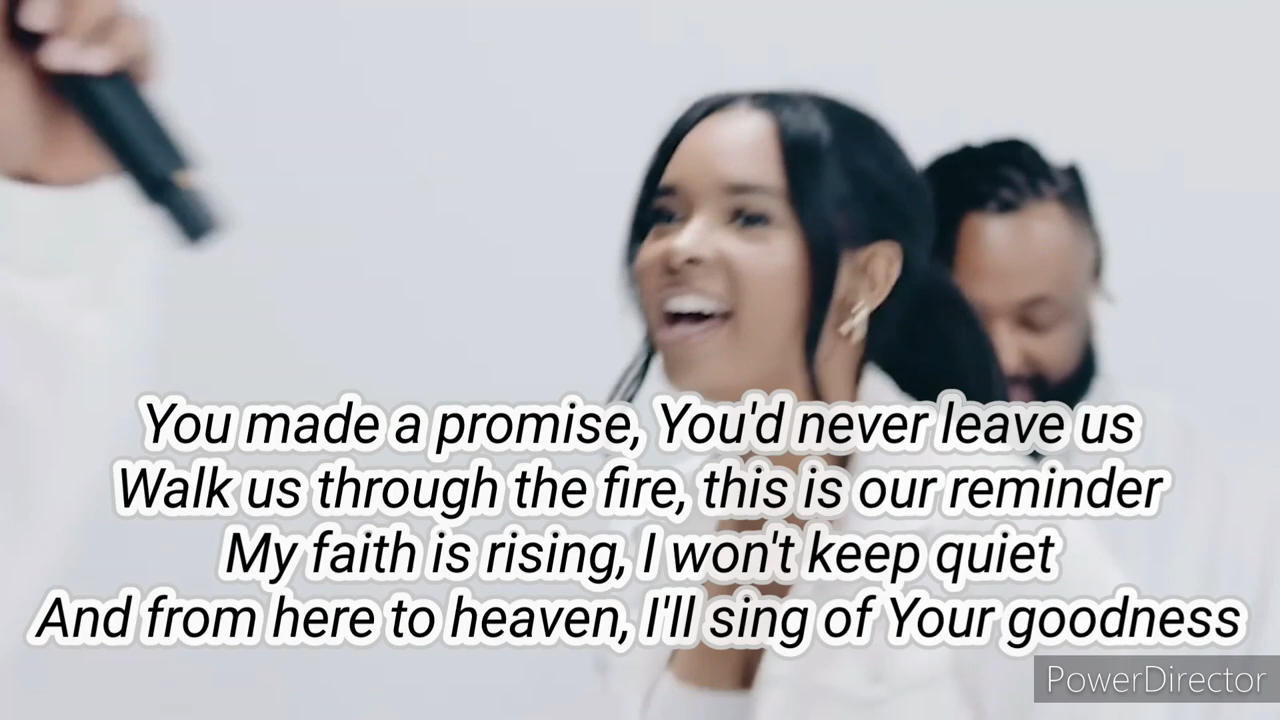 You made a promise, You'd never leave us
Walk us through the fire, this is our reminder
My faith is rising, I won't keep quiet
And from here to heaven, I'll sing of Your goodness
PowerDirector